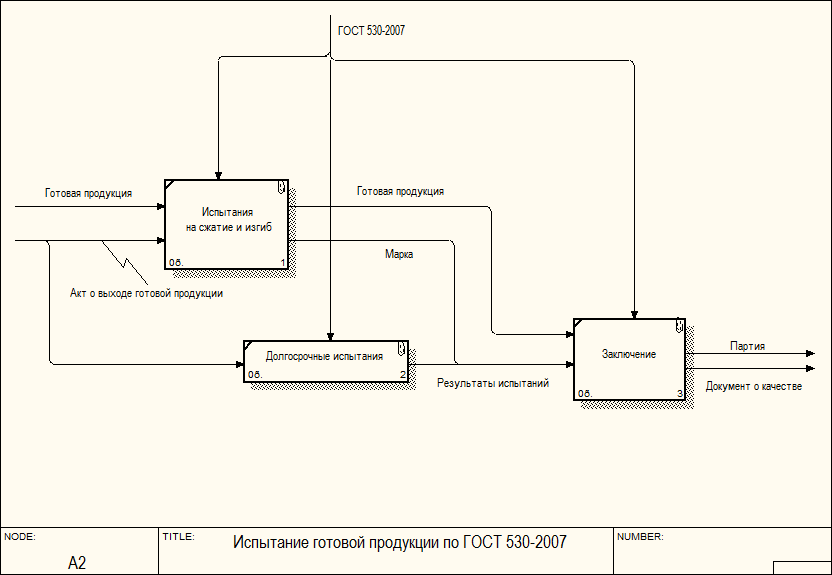 ГОСТ 530-2007
Готовая продукция
Испытания
на сжатие и изгиб
0б.
1
Готовая продукция
Марка
Акт о выходе готовой продукции
Долгосрочные испытания
0б.
2
Результаты испытаний
Заключение
0б.
3
Партия
Документ о качестве
NODE:
A2
TITLE:
Испытание готовой продукции по ГОСТ 530-2007
NUMBER: